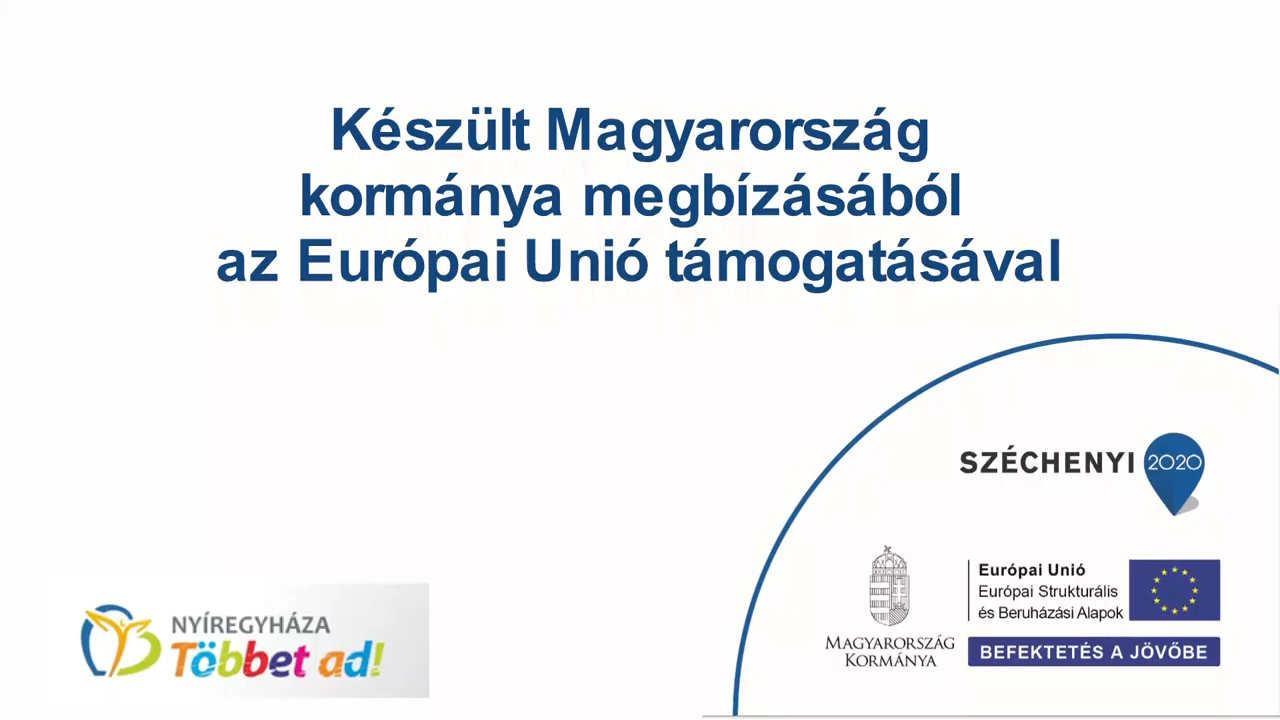 Készült Magyarország
kormánya megbízásából
az Európai Unió támogatásával
SZÉCHENYI 2020
Európai Unió
Európai Strukturális
és Beruházási Alapok
MAGYARORSZÁG
KORMÁNYA
BEFEKTETÉS A JÖVŐBE
NYÍREGYHÁZA
Többet ad!